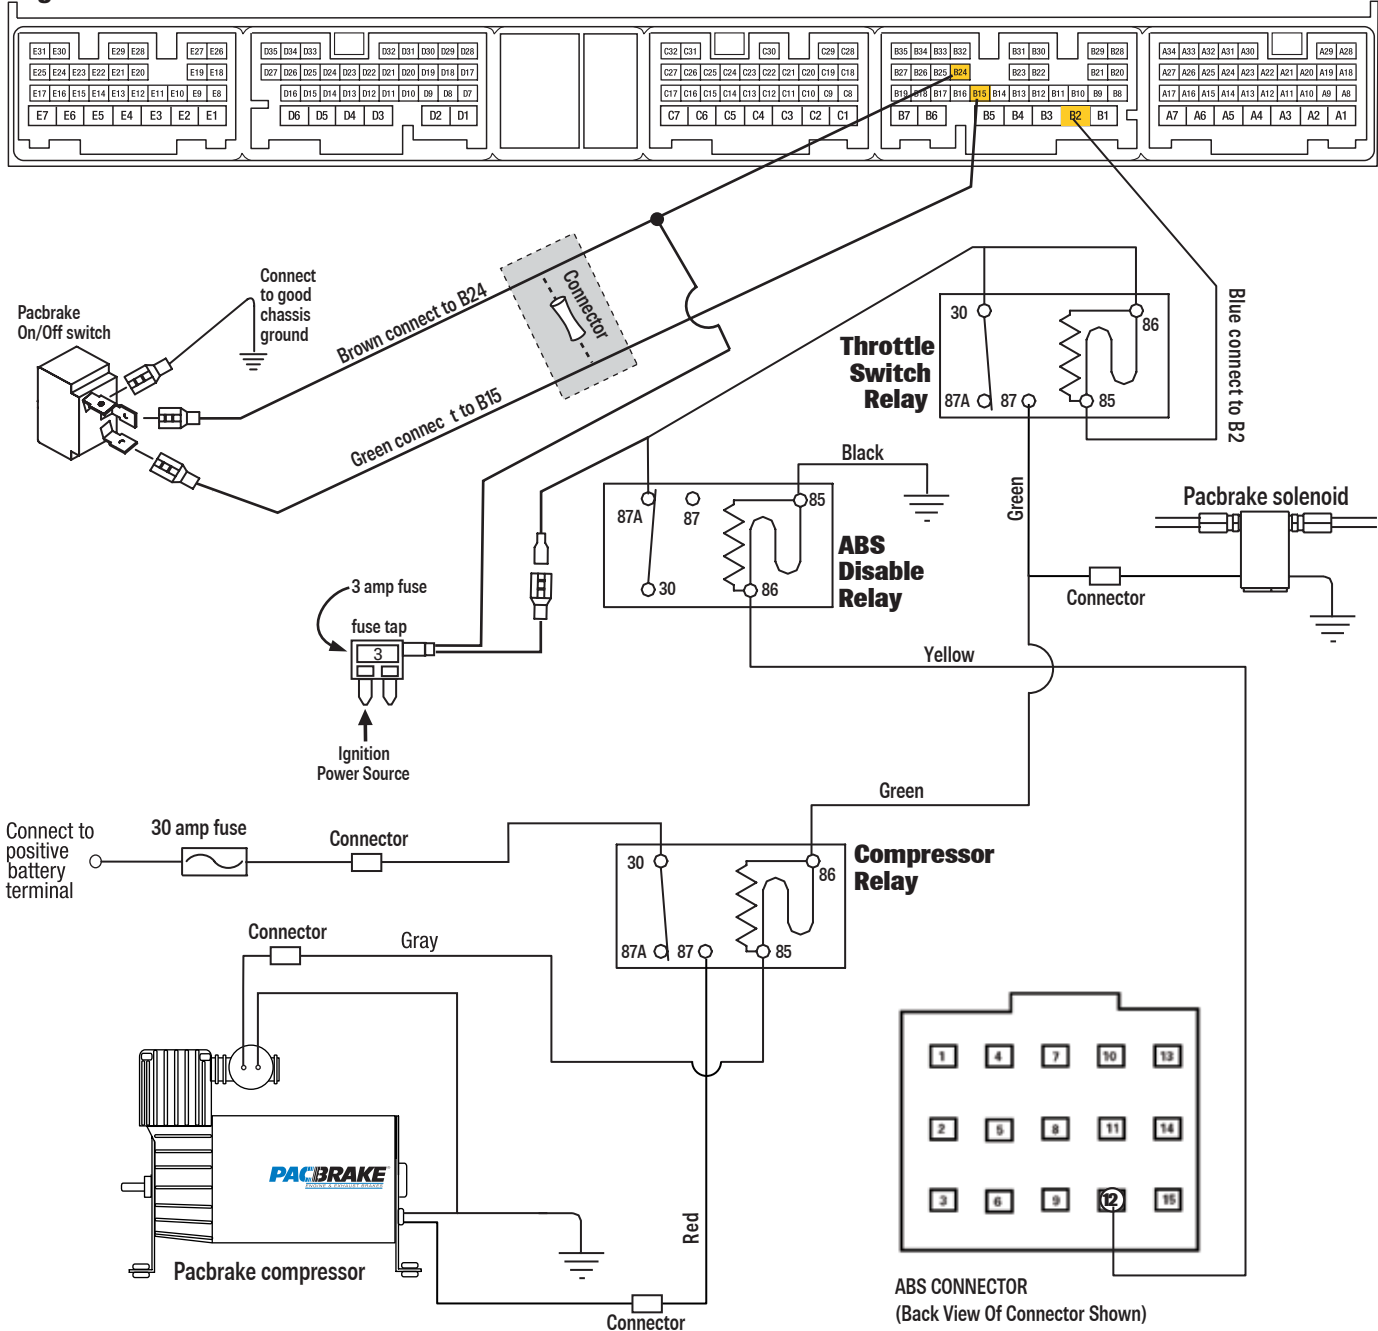 E31 E30 E29 E28 E27 E26
E25 E24 E23 E22 E21 E20 E19 E18
E17 E16 E15 E14 E13 E12 E11 E10 E9 E8
E7 E6 E5 E4 E3 E2 E1
D35 D34 D33 D32 D31 D30 D29 D28
D27 D26 D25 D24 D23 D22 D21 D20 D19 D18 D17
D16 D15 D14 D13 D12 D11 D10 D9 D8 D7
D6 D5 D4 D3 D2 D1
C32 C31 C30 C29 C28
C27 C26 C25 C24 C23 C22 C21 C20 C19 C18
C17 C16 C15 C14 C13 C12 C11 C10 C9 C8
C7 C6 C5 C4 C3 C2 C1
B35 B34 B33 B32 B31 B30 B29 B28
B27 B26 B25 B24 B23 B22 B21 B20
B19 B18 B17 B16 B15 B14 B13 B12 B11 B10 B9 B8
B7 B6 B5 B4 B3 B2 B1
A34 A33 A32 A31 A30 A29 A28
A27 A26 A25 A24 A23 A22 A21 A20 A19 A18
A17 A16 A15 A14 A13 A12 A11 A10 A9 A8
A7 A6 A5 A4 A3 A2 A1
Pacbrake
On/Off switch
Connect
to good
chassis
ground
Brown connect to B24
Green connec t to B15
Connector
Throttle
Switch
Relay
30
86
87A
87
85
Blue connect to B2
Black
Green
Pacbrake solenoid
Connector
87A
87
85
30
86
ABS
Disable
Relay
3 amp fuse
fuse tap
3
Ignition
Power Source
Yellow
Green
Connect to
positive
battery
terminal
30 amp fuse
Connector
30
86
87A
87
85
Compressor
Relay
Connector
Gray
PACBRAKE
Pacbrake compressor
Red
Connector
1 4 7 10 13
2 5 8 11 14
3 6 9 12 15
ABS CONNECTOR
(Back View Of Connector Shown)